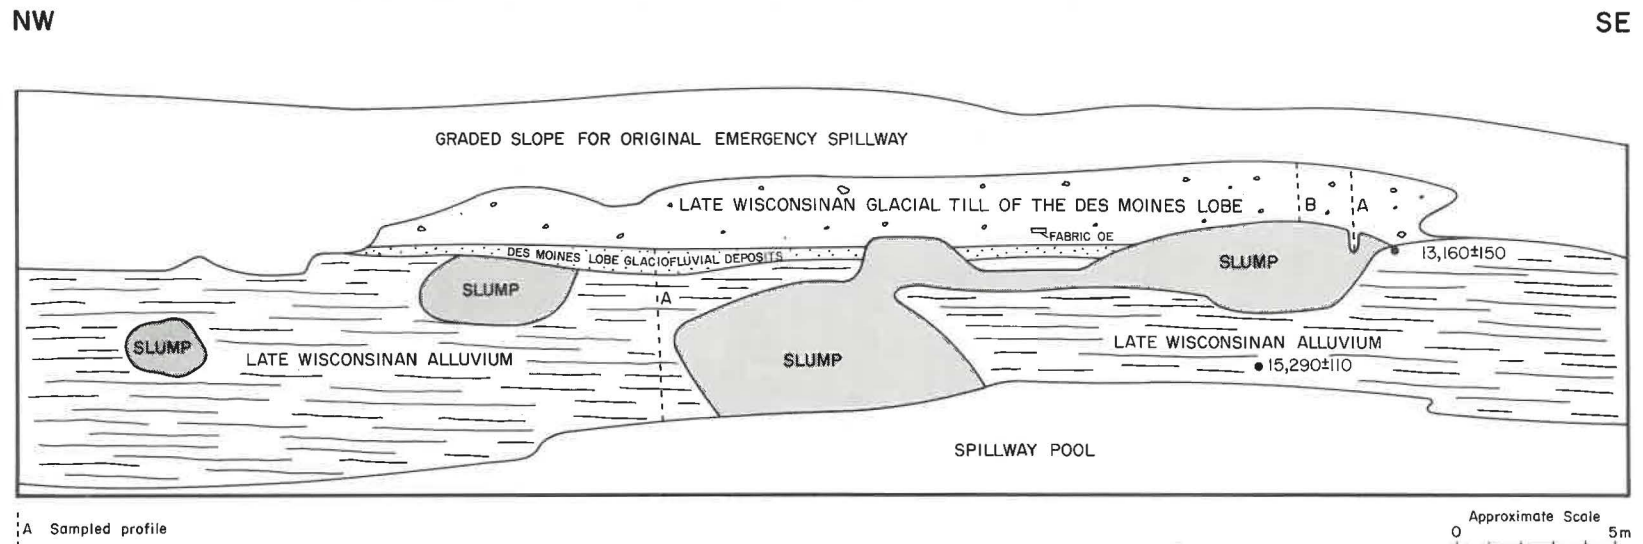 NW
SE
GRADED SLOPE FOR ORIGINAL EMERGENCY SPILLWAY
LATE WISCONSINAN GLACIAL TILL OF THE DES MOINES LOBE
B
A
FABRIC OE
DES MOINES LOBE GLACIOFLUVIAL DEPOSITS
13,160±150
SLUMP
SLUMP
A
SLUMP
LATE WISCONSINAN ALLUVIUM
SLUMP
LATE WISCONSINAN ALLUVIUM
15,290±110
SPILLWAY POOL
A Sampled profile
Approximate Scale
0 5m